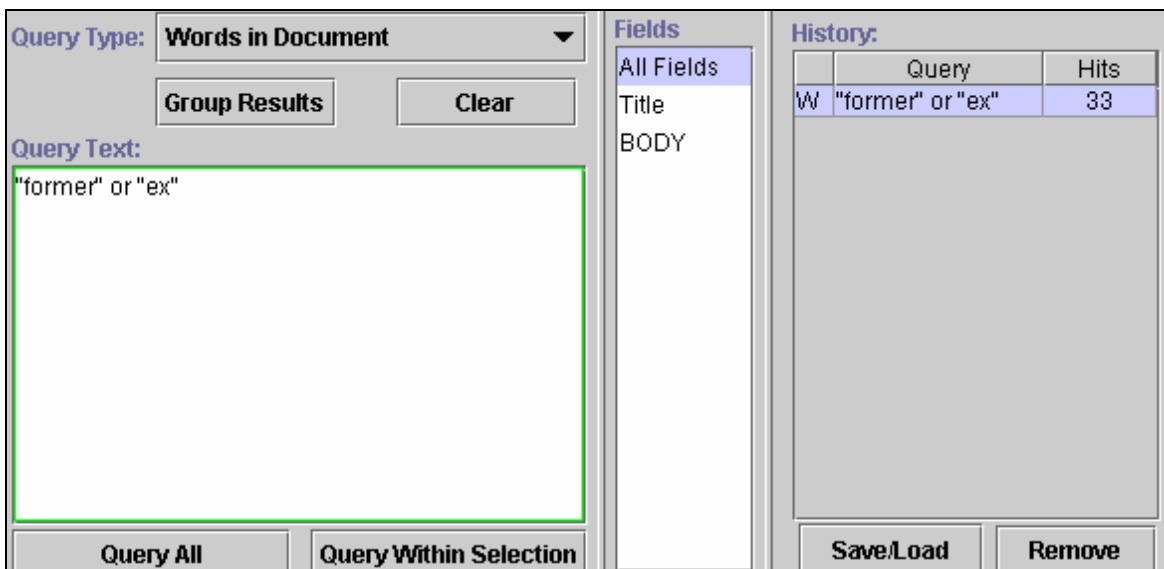 Query Type: Words in Document
Group Results Clear
Query Text:
"former" or "ex"
Query All Query Within Selection
Fields
All Fields
Title
BODY
History:
Query Hits
W "former" or "ex" 33
Save/Load Remove